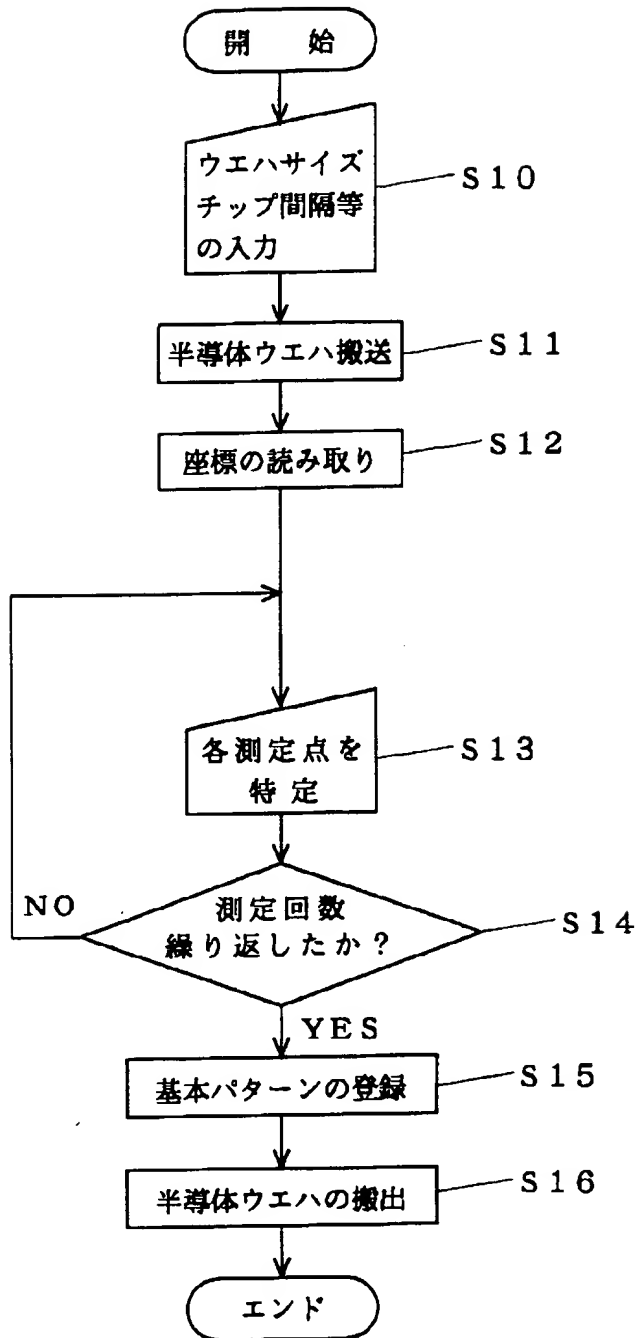 開 始
ウエハサイズ
チップ間隔等
の入力
S10
半導体ウエハ搬送
S11
座標の読み取り
S12
各測定点を
特定
S13
測定回数
繰り返したか?
S14
NO
YES
基本パターンの登録
S15
半導体ウエハの搬出
S16
エンド